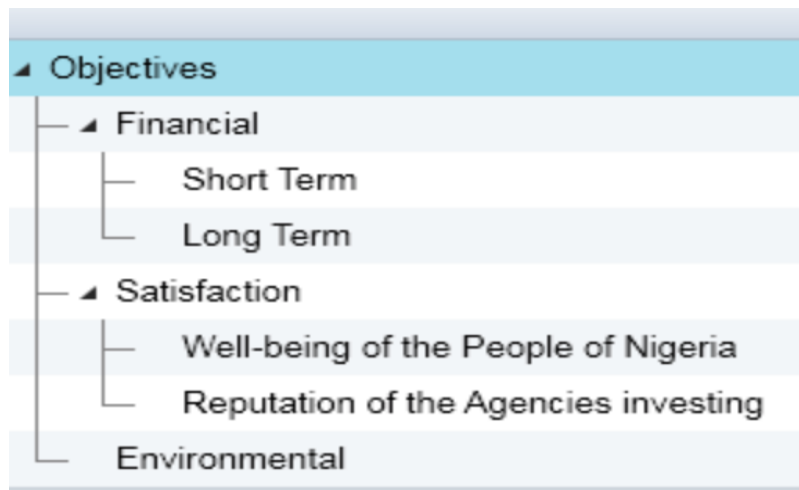 Objectives
Financial
Short Term
Long Term
Satisfaction
Well-being of the People of Nigeria
Reputation of the Agencies investing
Environmental